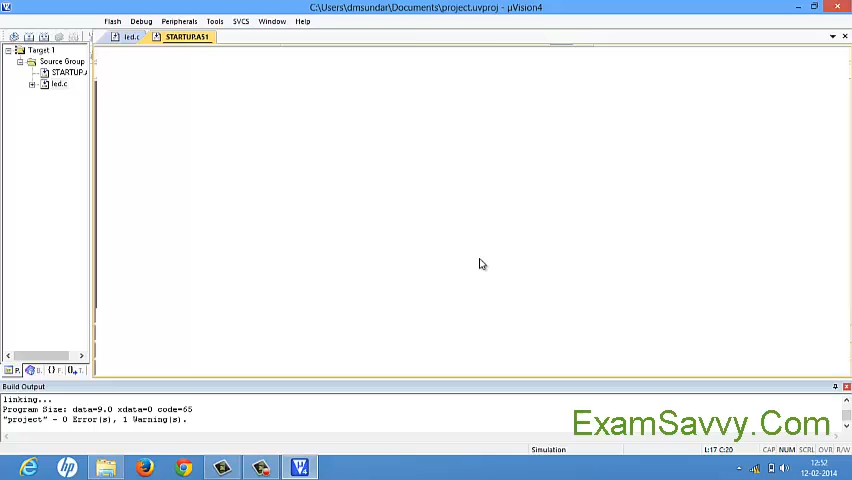 C:\Users\dmsundar\Documents\project.uvproj - µVision4
Flash Debug Peripherals Tools SVCS Window Help
led.c STARTUP.A51
Target 1
Source Group
STARTUP.
led.c
P. B. {} F. T.
Build Output
linking...
Program Size: data=9.0 xdata=0 code=65
"project" - 0 Error(s), 1 Warning(s).
ExamSavvy.Com
Simulation L:17 C:20 CAP NUM SCRL OVR R/W
12:52
12-02-2014